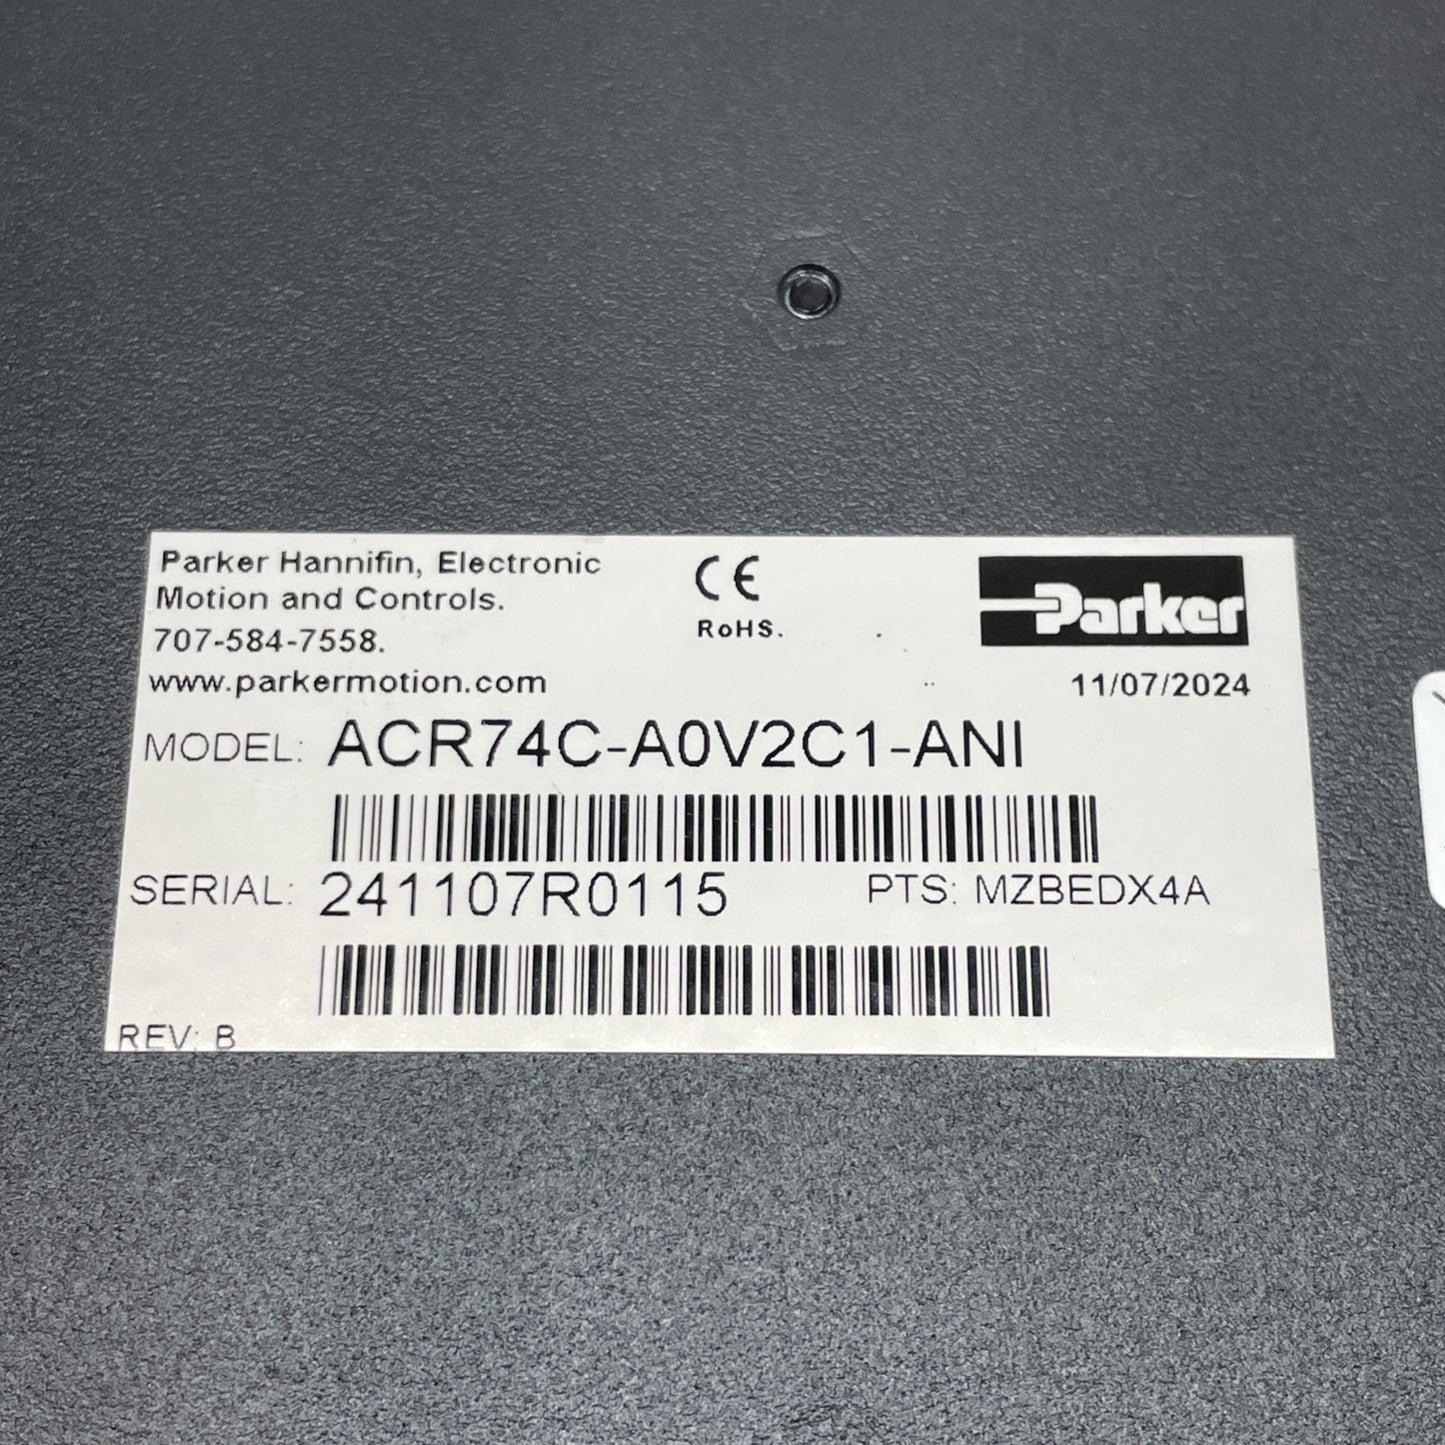 Parker Hannifin, Electronic
Motion and Controls.
707-584-7558.
www.parkermotion.com
CE
RoHS.
Parker
11/07/2024
MODEL: ACR74C-A0V2C1-ANI
SERIAL: 241107R0115 PTS: MZBEDX4A
REV: B